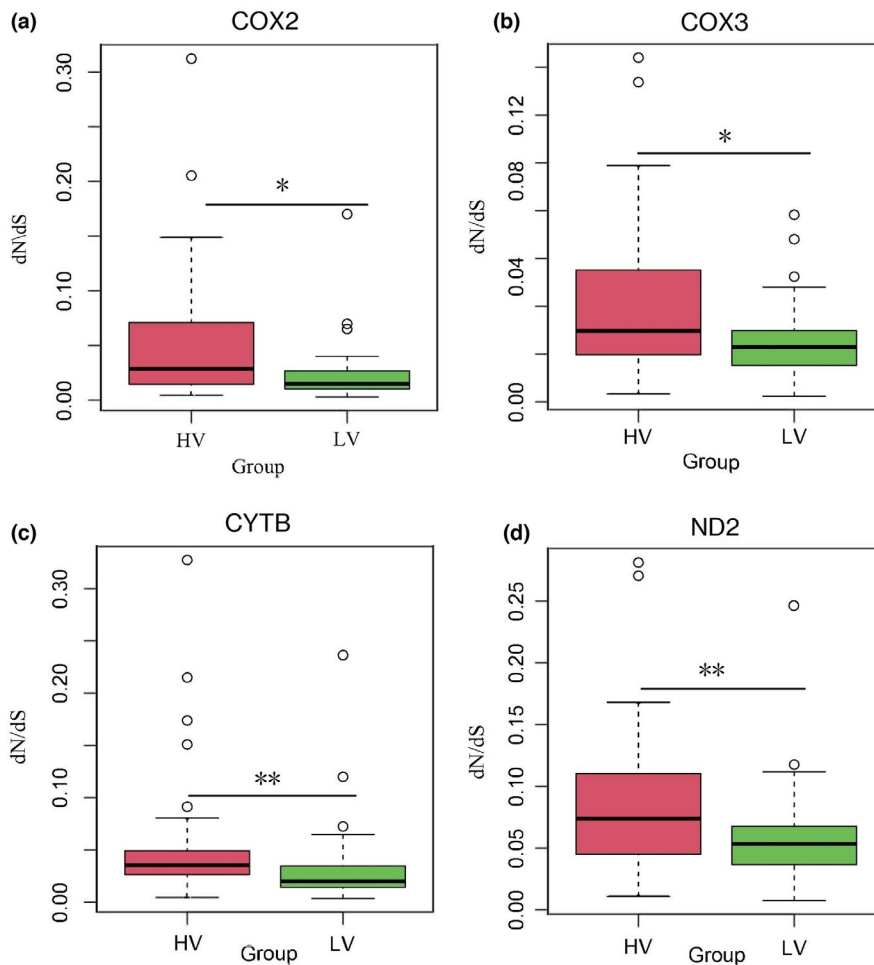 (a)
COX2
dN\dS
0.30
0.20
0.10
0.00
*
HV
LV
Group
(b)
COX3
dN/dS
0.12
0.08
0.04
0.00
*
HV
LV
Group
(c)
CYTB
dN/dS
0.30
0.20
0.10
0.00
**
HV
LV
Group
(d)
ND2
dN/dS
0.25
0.20
0.15
0.10
0.05
0.00
**
HV
LV
Group